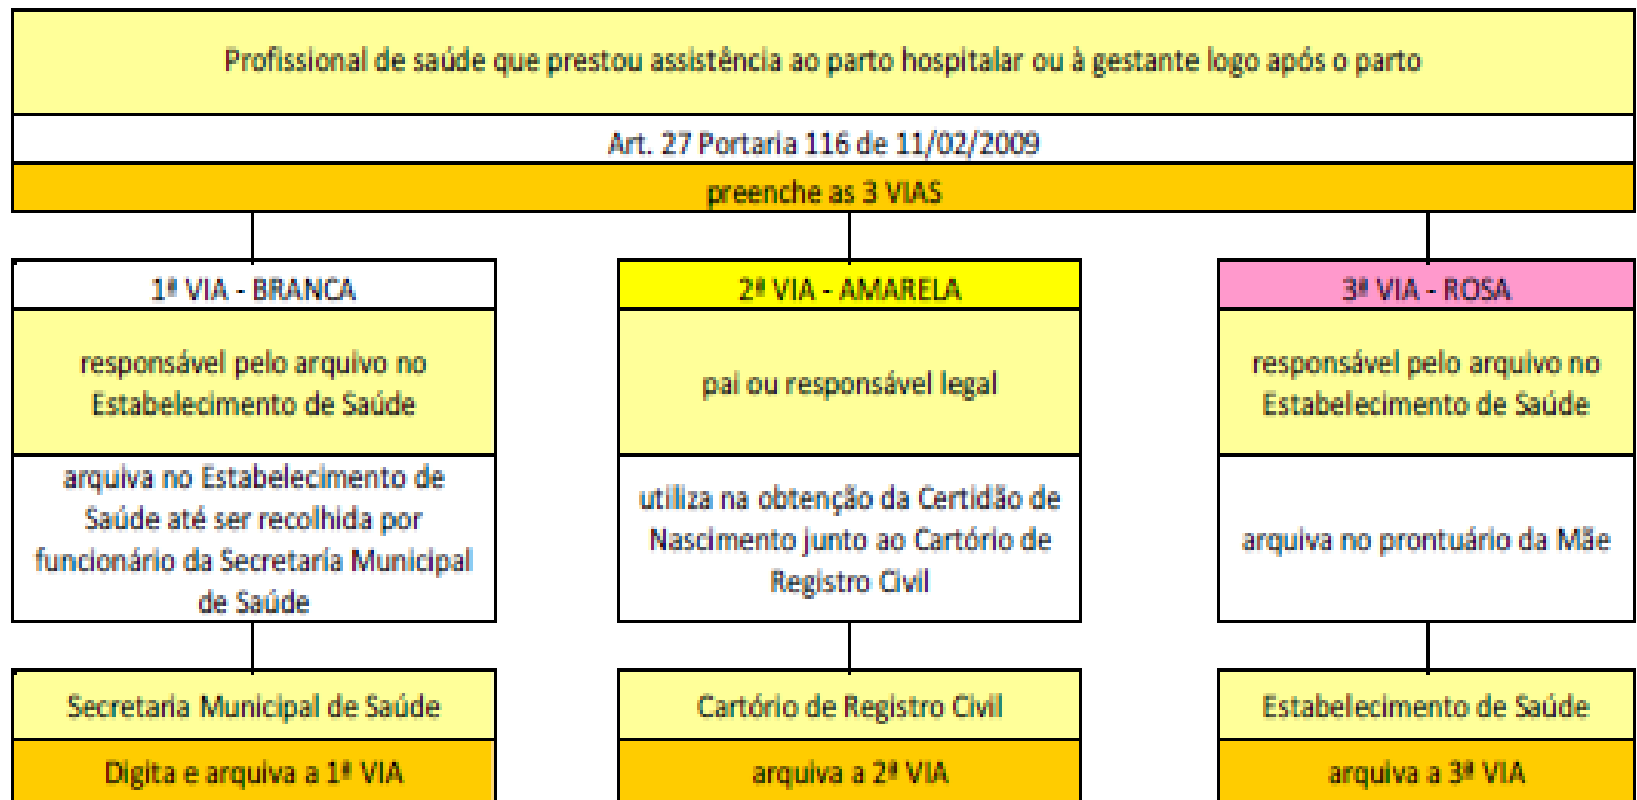 Profissional de saúde que prestou assistência ao parto hospitalar ou à gestante logo após o parto
Art. 27 Portaria 116 de 11/02/2009
preenche as 3 VIAS
1ª VIA - BRANCA
responsável pelo arquivo no
Estabelecimento de Saúde
arquiva no Estabelecimento de
Saúde até ser recolhida por
funcionário da Secretaría Municipal
de Saúde
Secretaria Municipal de Saúde
Digita e arquiva a 1ª VIA
2ª VIA - AMARELA
pai ou responsável legal
utiliza na obtenção da Certidão de
Nascimento junto ao Cartório de
Registro Civil
Cartório de Registro Civil
arquiva a 2ª VIA
3ª VIA - ROSA
responsável pelo arquivo no
Estabelecimento de Saúde
arquiva no prontuário da Mãe
Estabelecimento de Saúde
arquiva a 3ª VIA